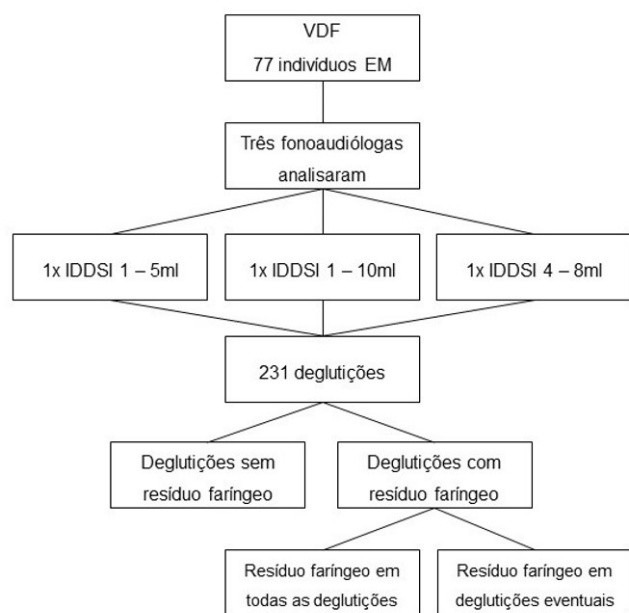 VDF
77 indivíduos EM
Três fonoaudiólogas
analisaram
1x IDDSI 1 – 5ml
1x IDDSI 1 – 10ml
1x IDDSI 4 – 8ml
231 deglutições
Deglutições sem
resíduo faríngeo
Deglutições com
resíduo faríngeo
Resíduo faríngeo em
todas as deglutições
Resíduo faríngeo em
deglutições eventuais